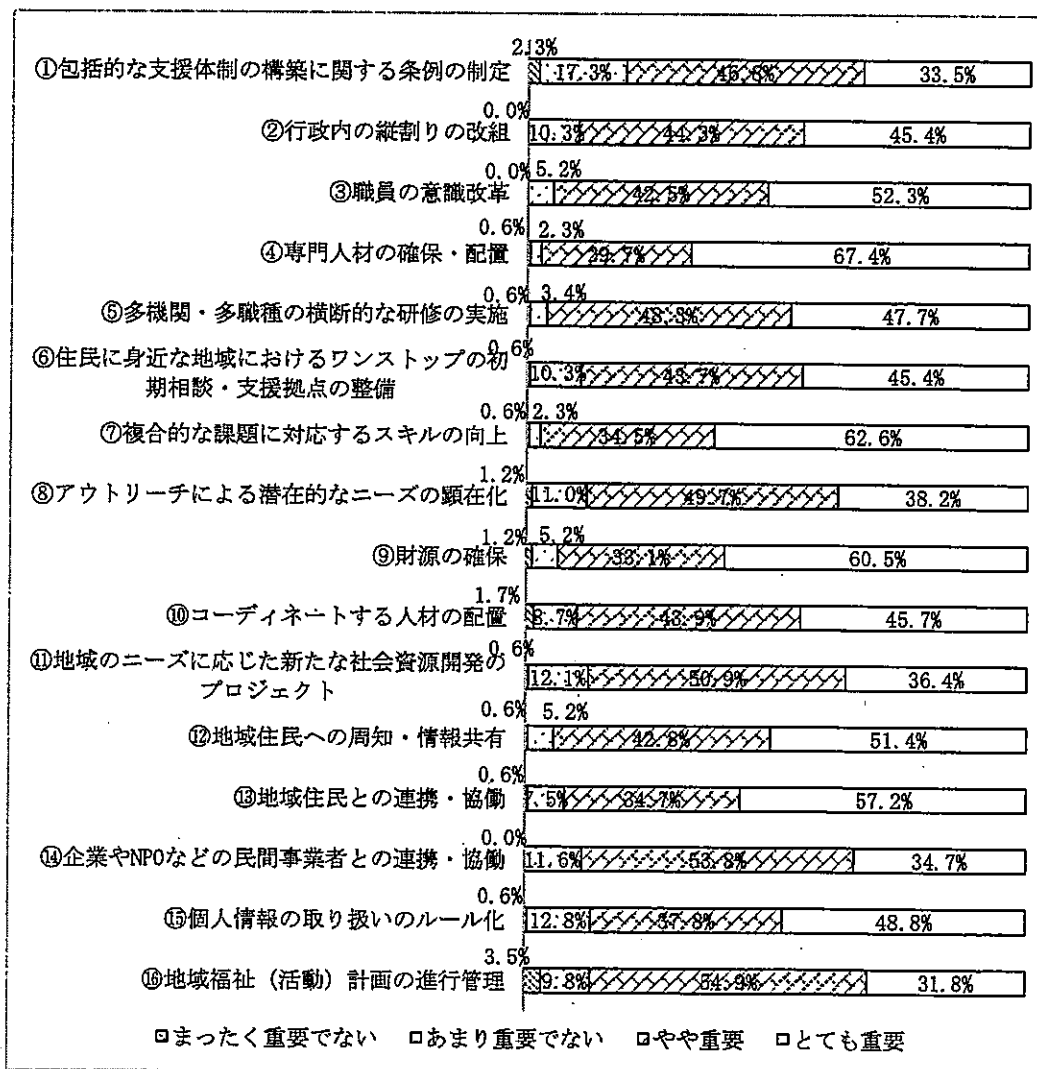 2.3%
①包括的な支援体制の構築に関する条例の制定 17.3% 46.8% 33.5%
0.0%
②行政内の縦割りの改組 10.3% 44.3% 45.4%
0.0% 5.2%
③職員の意識改革 42.5% 52.3%
0.6% 2.3%
④専門人材の確保・配置 29.7% 67.4%
0.6% 3.4%
⑤多機関・多職種の横断的な研修の実施 48.3% 47.7%
0.6%
⑥住民に身近な地域におけるワンストップの初
期相談・支援拠点の整備 10.3% 43.7% 45.4%
0.6% 2.3%
⑦複合的な課題に対応するスキルの向上 34.5% 62.6%
1.2%
⑧アウトリーチによる潜在的なニーズの顕在化 11.0% 49.7% 38.2%
1.2% 5.2%
⑨財源の確保 33.1% 60.5%
1.7%
⑩コーディネートする人材の配置 8.7% 43.9% 45.7%
0.6%
⑪地域のニーズに応じた新たな社会資源開発の
プロジェクト 12.1% 50.9% 36.4%
0.6% 5.2%
⑫地域住民への周知・情報共有 42.8% 51.4%
0.6%
⑬地域住民との連携・協働 7.5% 34.7% 57.2%
0.0%
⑭企業やNPOなどの民間事業者との連携・協働 11.6% 53.8% 34.7%
0.6%
⑮個人情報の取り扱いのルール化 12.8% 37.8% 48.8%
3.5%
⑯地域福祉（活動）計画の進行管理 9.8% 54.9% 31.8%
まったく重要でない あまり重要でない やや重要 とても重要